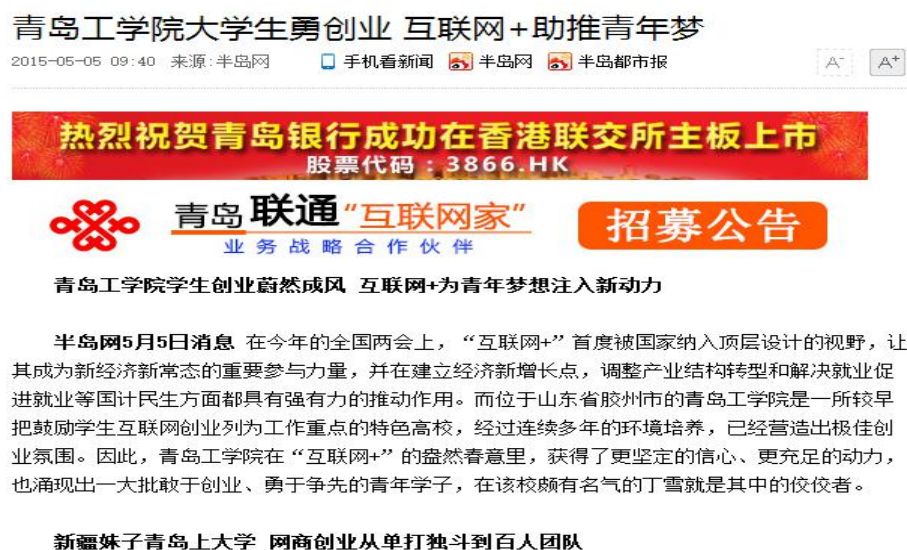 青岛工学院大学生勇创业 互联网+助推青年梦
2015-05-05 09:40 来源:半岛网 手机看新闻 半岛网 半岛都市报 A- A+
热烈祝贺青岛银行成功在香港联交所主板上市
股票代码：3866.HK
青岛联通“互联网家” 招募公告
业务战略合作伙伴
青岛工学院学生创业蔚然成风 互联网+为青年梦想注入新动力
半岛网5月5日消息 在今年的全国两会上，“互联网+”首度被国家纳入顶层设计的视野，让
其成为新经济新常态的重要参与力量，并在建立经济新增长点，调整产业结构转型和解决就业促
进就业等国计民生方面都具有强有力的推动作用。而位于山东省胶州市的青岛工学院是一所较早
把鼓励学生互联网创业列为工作重点的特色高校，经过连续多年的环境培养，已经营造出极佳创
业氛围。因此，青岛工学院在“互联网+”的盎然春意里，获得了更坚定的信心、更充足的动力，
也涌现出一大批敢于创业、勇于争先的青年学子，在该校颇有名气的丁雪就是其中的佼佼者。
新疆妹子青岛上大学 网商创业从单打独斗到百人团队